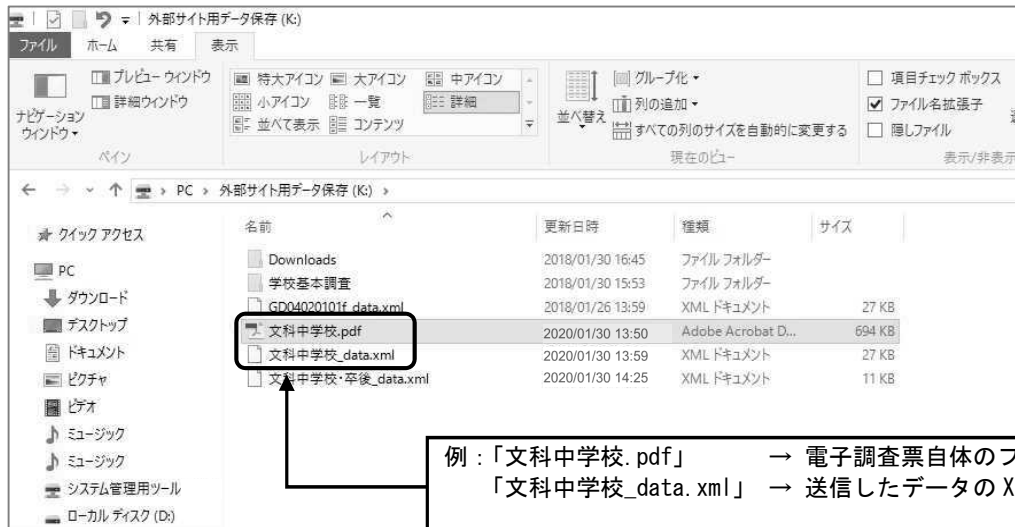 外部サイト用データ保存 (K:)
ファイル ホーム 共有 表示
ナビゲーション ウィンドウ
プレビュー ウィンドウ
詳細ウィンドウ
ペイン
特大アイコン 大アイコン 中アイコン
小アイコン 一覧 詳細
並べて表示 コンテンツ
レイアウト
並べ替え
グループ化
列の追加
すべての列のサイズを自動的に変更する
現在のビュー
項目チェック ボックス
ファイル名拡張子
隠しファイル
表示/非表示
PC › 外部サイト用データ保存 (K:) ›
クイック アクセス
PC
ダウンロード
デスクトップ
ドキュメント
ピクチャ
ビデオ
ミュージック
ミュージック
システム管理用ツール
ローカル ディスク (D:)
名前 更新日時 種類 サイズ
Downloads 2018/01/30 16:45 ファイル フォルダー
学校基本調査 2018/01/30 15:53 ファイル フォルダー
GD04020101f_data.xml 2018/01/26 13:59 XML ドキュメント 27 KB
文科中学校.pdf 2020/01/30 13:50 Adobe Acrobat D... 694 KB
文科中学校_data.xml 2020/01/30 13:59 XML ドキュメント 27 KB
文科中学校・卒後_data.xml 2020/01/30 14:25 XML ドキュメント 11 KB
例:「文科中学校.pdf」 → 電子調査票自体のフ
「文科中学校_data.xml」 → 送信したデータの X